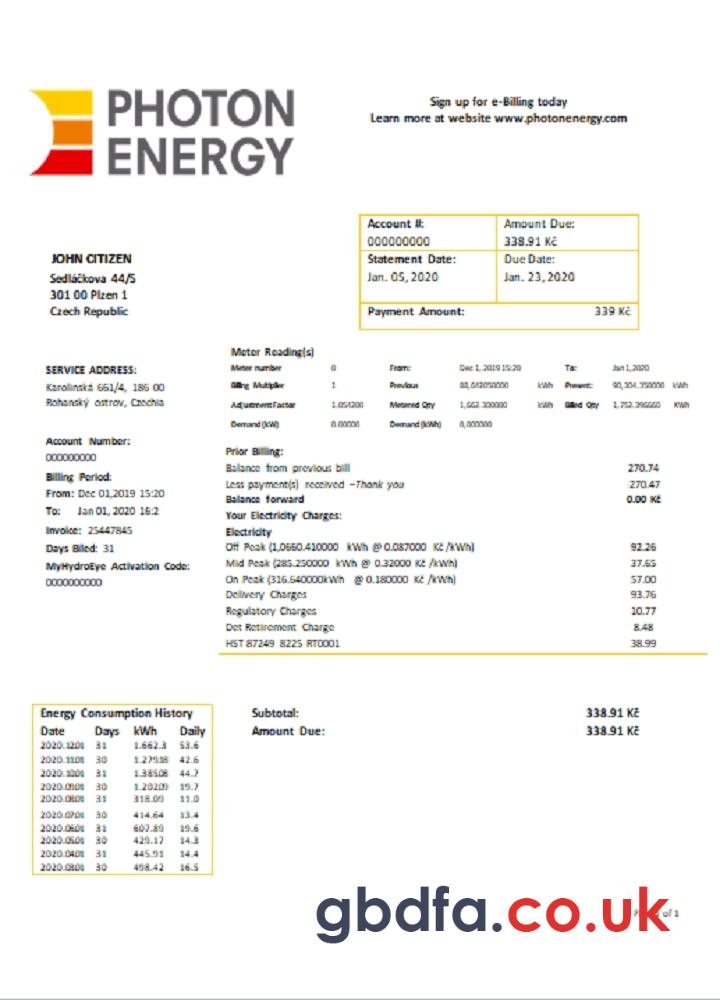 PHOTON
ENERGY
Sign up for e-Billing today
Learn more at website www.photonenergy.com
Account #: Amount Due:
000000000 338.91 Kč
Statement Date: Due Date:
Jan. 05, 2020 Jan. 23, 2020
Payment Amount: 339 Kč
JOHN CITIZEN
Sedláčkova 44/5
301 00 Plzen 1
Czech Republic
SERVICE ADDRESS:
Karolinská 661/4, 186 00
Rohanský ostrov, Czechia
Account Number:
000000000
Billing Period:
From: Dec 01,2019 15:20
To: Jan 01, 2020 16:2
Invoice: 25447845
Days Biled: 31
MyHydroEye Activation Code:
0000000000
Meter Reading(s)
Meter number 0 From: Dec 1, 2019 15:20 To: Jan 1,2020
Billing Multiplier 1 Previous kWh Present: kWh
Adjustment Factor 1.054200 Metered Qty 1,662.300000 kWh Billed Qty KWh
Demand (kW) 0.00000 Demand (kWh) 0,000000
Prior Billing:
Balance from previous bill 270.74
Less payment(s) received –Thank you -270.47
Balance forward 0.00 Kč
Your Electricity Charges:
Electricity
Off Peak (1,0660.410000 kWh @ 0.087000 Kč /kWh) 92.26
Mid Peak (285.250000 kWh @ 0.32000 Kč /kWh) 37.65
On Peak (316.640000kWh @ 0.180000 Kč /kWh) 57.00
Delivery Charges 93.76
Regulatory Charges 10.77
Det Retirement Charge 8.48
HST 87249 8225 RT0001 38.99
Energy Consumption History
Date Days kWh Daily
2020.1201 31 1.662.3 53.6
2020.1101 30 42.6
2020.1001 31 1.38508 44.7
2020.0901 30 1.20209 19.7
2020.0801 31 318.09 11.0
2020.0701 30 414.64 13.4
2020.0601 31 607.89 19.6
2020.0501 30 429.17 14.3
2020.0401 31 445.91 14.4
2020.0301 30 498.42 16.5
Subtotal: 338.91 Kč
Amount Due: 338.91 Kč
gbdfa.co.uk
of 1